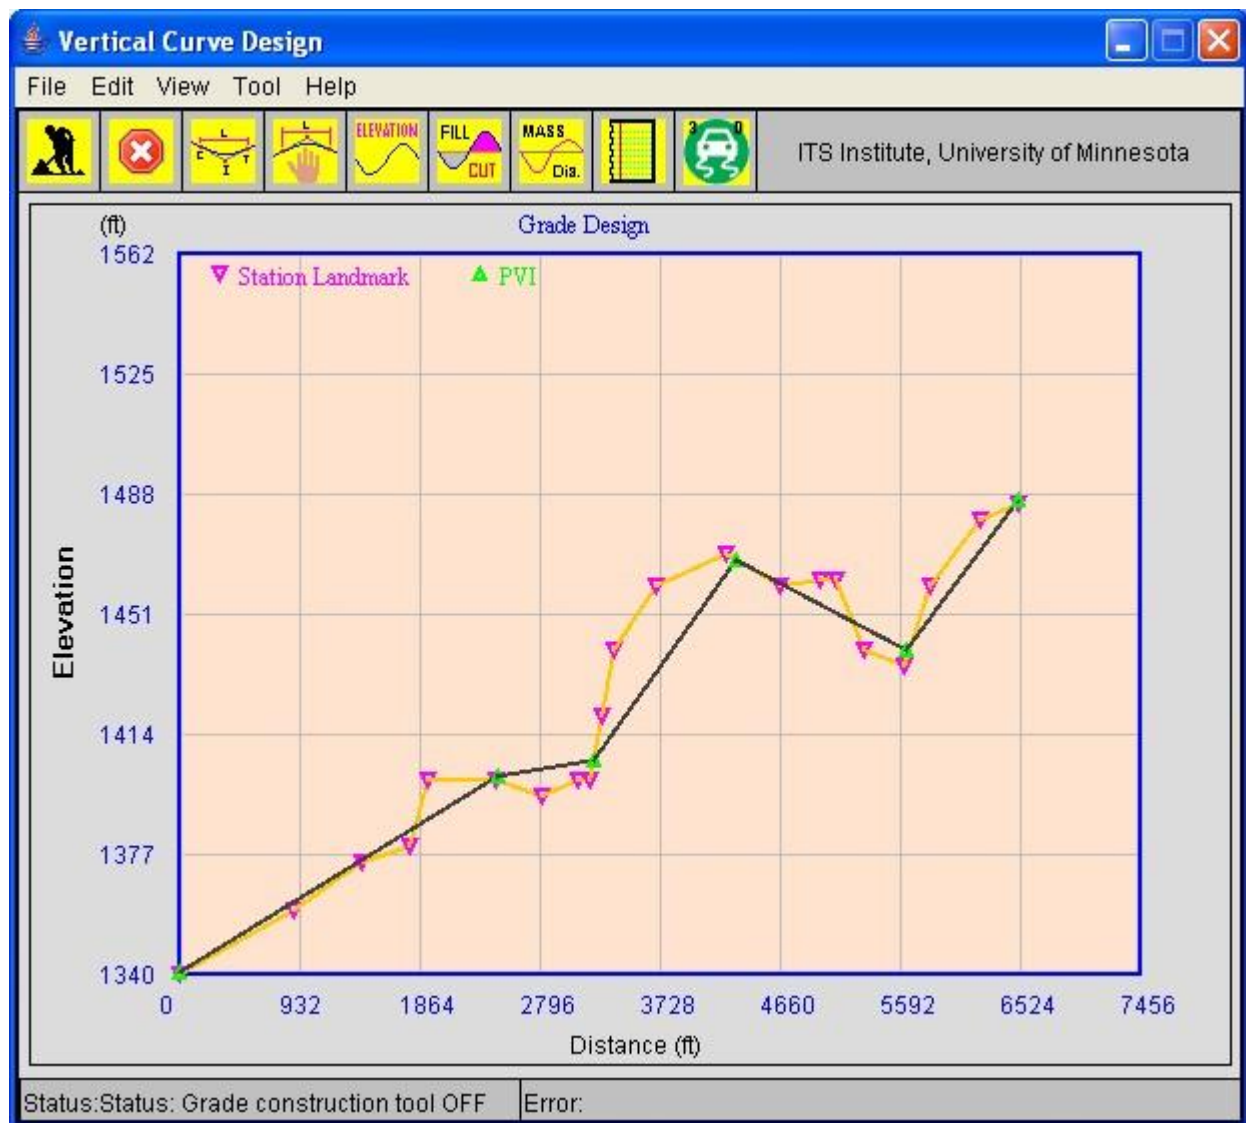 Vertical Curve Design
File Edit View Tool Help
L
C T
I
L
ELEVATION
FILL
CUT
MASS
Dia.
3 D
ITS Institute, University of Minnesota
(ft)
Grade Design
1562
Station Landmark PVI
1525
1488
1451
Elevation
1414
1377
1340
0 932 1864 2796 3728 4660 5592 6524 7456
Distance (ft)
Status:Status: Grade construction tool OFF Error: